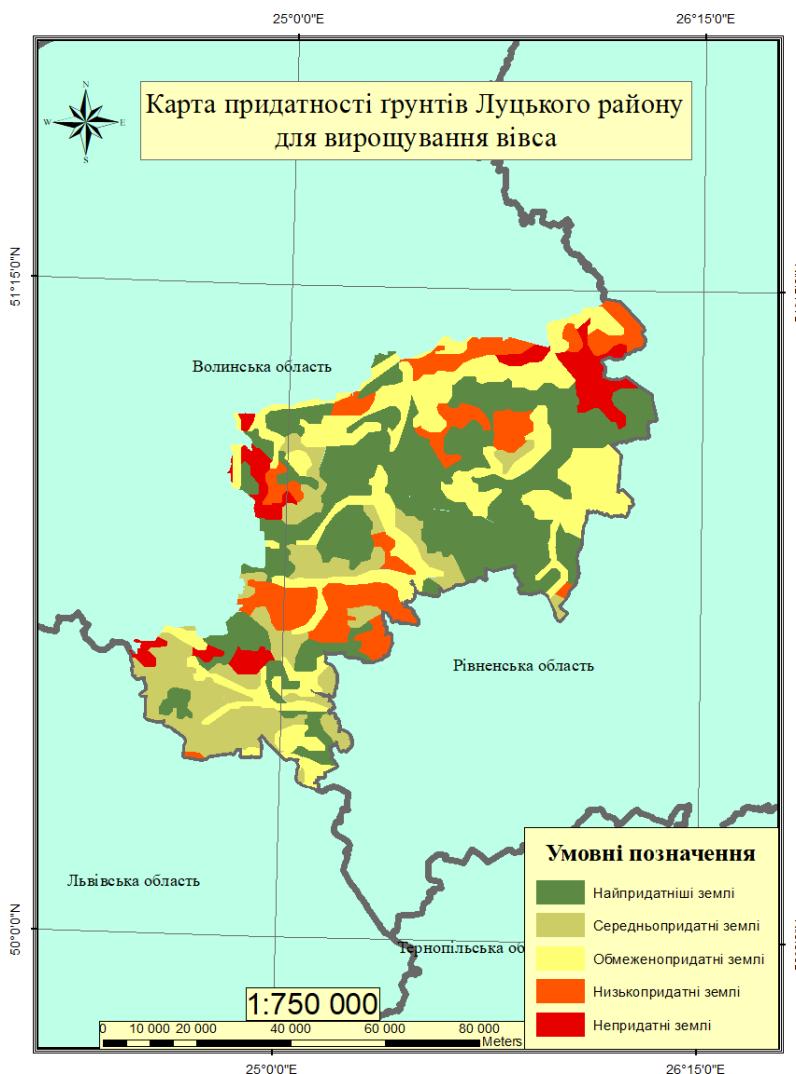 25°0'0"E
26°15'0"E
N
W
E
S
Карта придатності ґрунтів Луцького району
для вирощування вівса
51°15'0"N
Волинська область
Рівненська область
Львівська область
50°0'0"N
Тернопільська
Умовні позначення
Найпридатніші землі
Середньопридатні землі
Обмеженопридатні землі
Низькопридатні землі
Непридатні землі
1:750 000
0 10 000 20 000 40 000 60 000 80 000
Meters
25°0'0"E
26°15'0"E